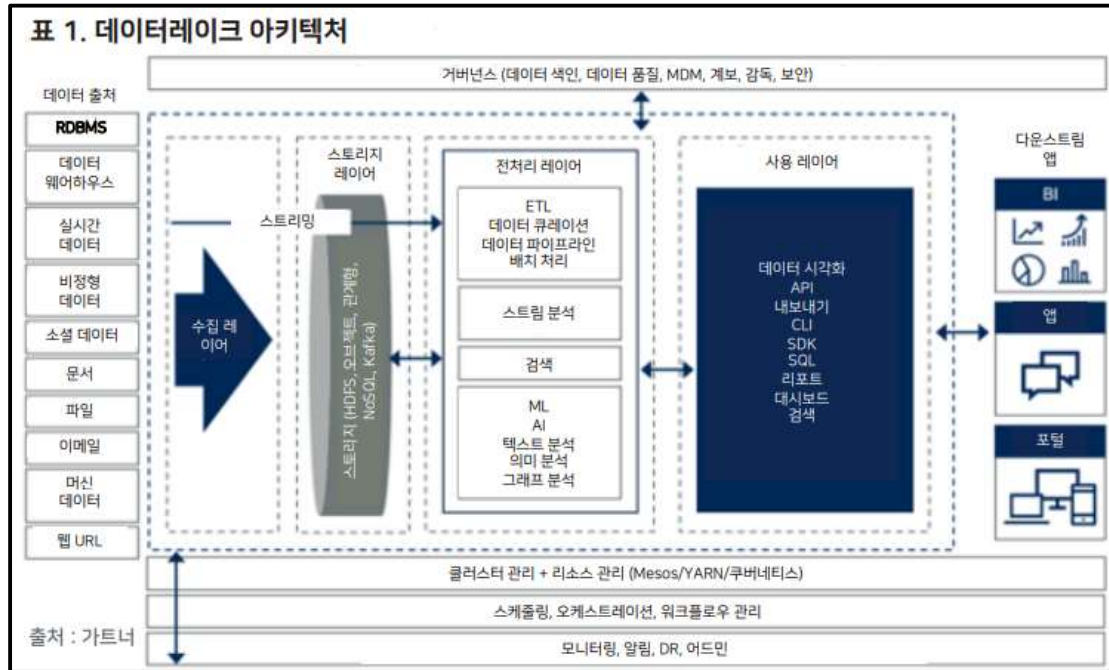 표 1. 데이터레이크 아키텍처
거버넌스 (데이터 색인, 데이터 품질, MDM, 계보, 감독, 보안)
데이터 출처
RDBMS
데이터
웨어하우스
실시간
데이터
비정형
데이터
소셜 데이터
문서
파일
이메일
머신
데이터
웹 URL
수집 레
이어
스트리밍
스토리지
레이어
스토리지 (HDFS, 오브젝트, 관계형,
NoSQL, Kafka)
전처리 레이어
ETL
데이터 큐레이션
데이터 파이프라인
배치 처리
스트림 분석
검색
ML
AI
텍스트 분석
의미 분석
그래프 분석
사용 레이어
데이터 시각화
API
내보내기
CLI
SDK
SQL
리포트
대시보드
검색
다운스트림
앱
BI
앱
포털
클러스터 관리 + 리소스 관리 (Mesos/YARN/쿠버네티스)
스케줄링, 오케스트레이션, 워크플로우 관리
모니터링, 알림, DR, 어드민
출처 : 가트너